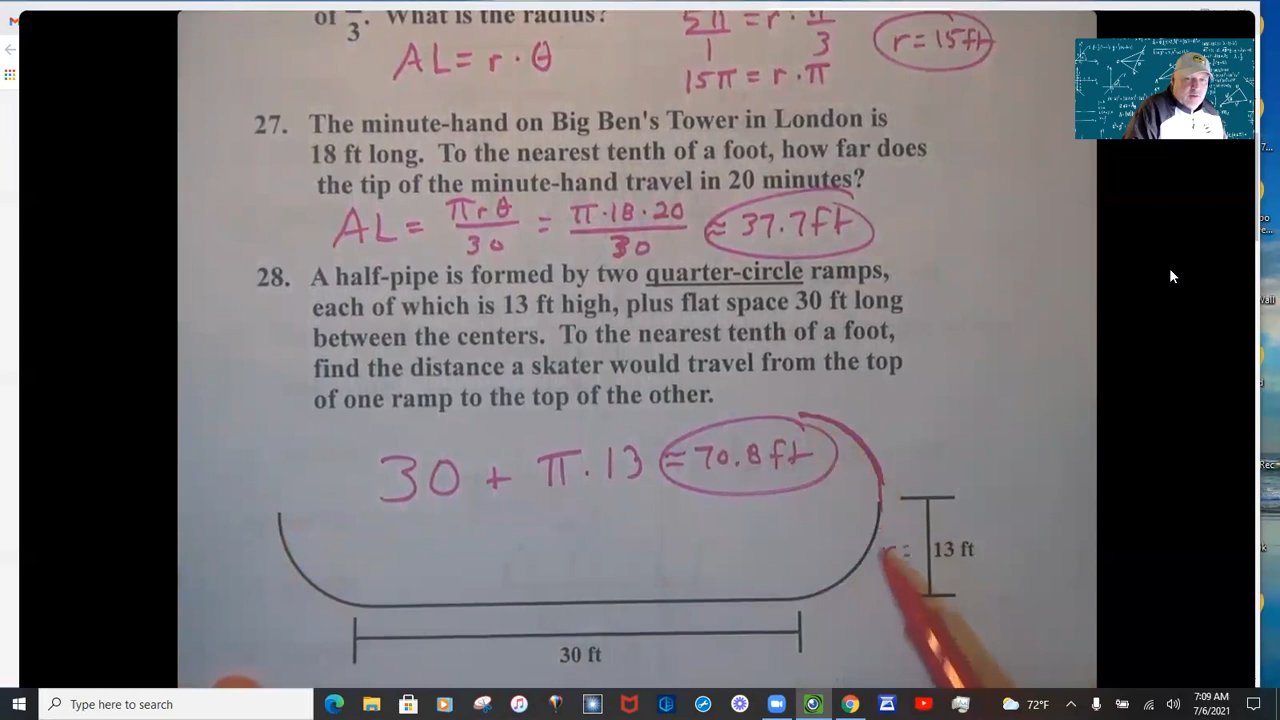 of π/3. What is the radius?
AL = r · θ
5π/1 = r · π/3
15π = r · π
r = 15 ft
27. The minute-hand on Big Ben's Tower in London is
18 ft long. To the nearest tenth of a foot, how far does
the tip of the minute-hand travel in 20 minutes?
AL = πrθ/30 = π·18·20/30 ≈ 37.7 ft
28. A half-pipe is formed by two quarter-circle ramps,
each of which is 13 ft high, plus flat space 30 ft long
between the centers. To the nearest tenth of a foot,
find the distance a skater would travel from the top
of one ramp to the top of the other.
30 + π · 13 ≈ 70.8 ft
r =
13 ft
30 ft
Type here to search
72°F
7:09 AM
7/6/2021